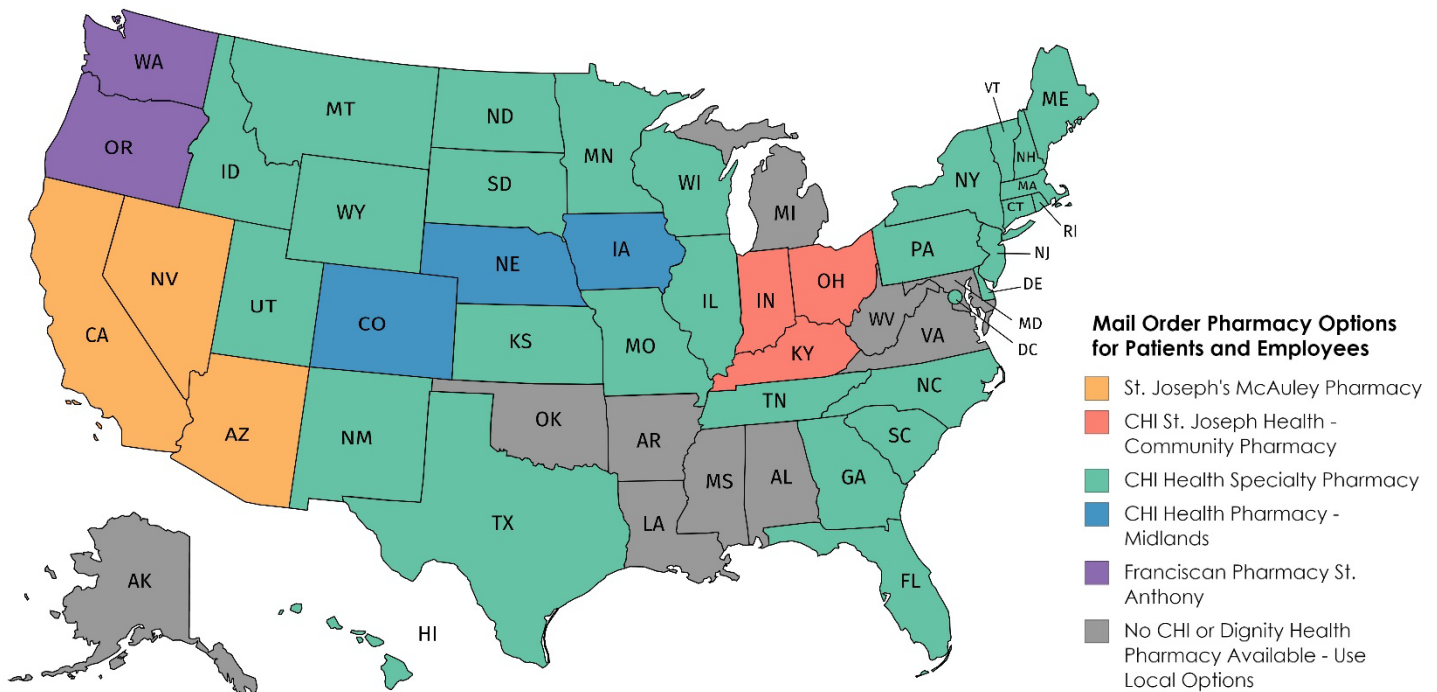 WA
MT
ND
MN
VT
ME
OR
ID
SD
WI
NH
NY
MA
WY
CT
MI
RI
IA
PA
NJ
NV
NE
OH
IN
IL
DE
UT
CA
CO
WV
MD
VA
DC
KS
MO
KY
NC
TN
OK
AZ
NM
AR
SC
MS
AL
GA
TX
LA
AK
FL
HI
Mail Order Pharmacy Options
for Patients and Employees
St. Joseph's McAuley Pharmacy
CHI St. Joseph Health -
Community Pharmacy
CHI Health Specialty Pharmacy
CHI Health Pharmacy -
Midlands
Franciscan Pharmacy St.
Anthony
No CHI or Dignity Health
Pharmacy Available - Use
Local Options